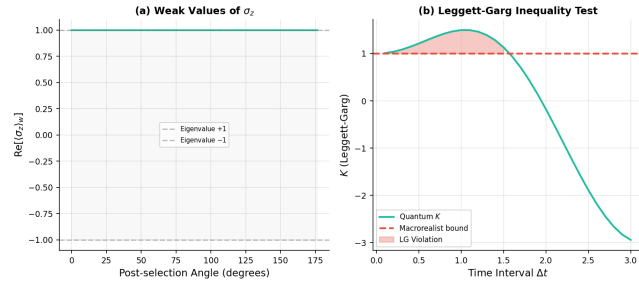 (a) Weak Values of σz
1.00
0.75
0.50
0.25
0.00
−0.25
−0.50
−0.75
−1.00
Re[⟨σz⟩w]
Eigenvalue +1
Eigenvalue −1
0
25
50
75
100
125
150
175
Post-selection Angle (degrees)
(b) Leggett-Garg Inequality Test
1
1
0
−1
−2
−3
K (Leggett-Garg)
Quantum K
Macrorealist bound
LG Violation
0.0
0.5
1.0
1.5
2.0
2.5
3.0
Time Interval Δt